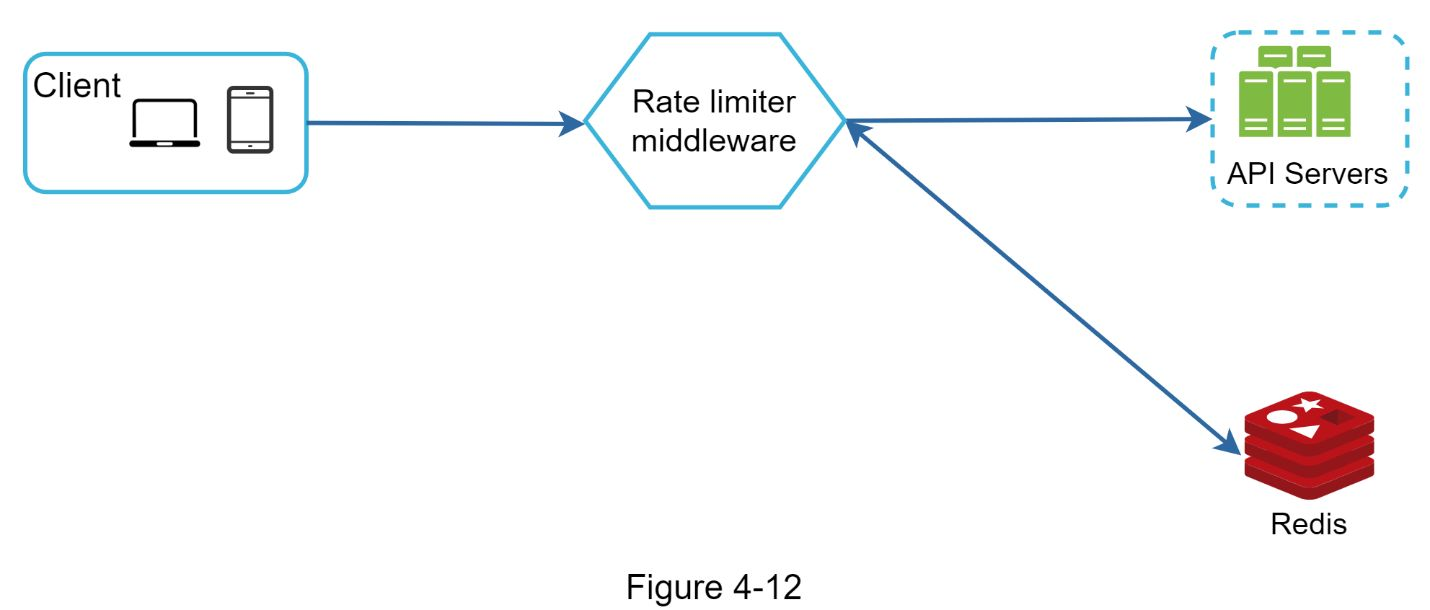 Client
Rate limiter
middleware
API Servers
Redis
Figure 4-12